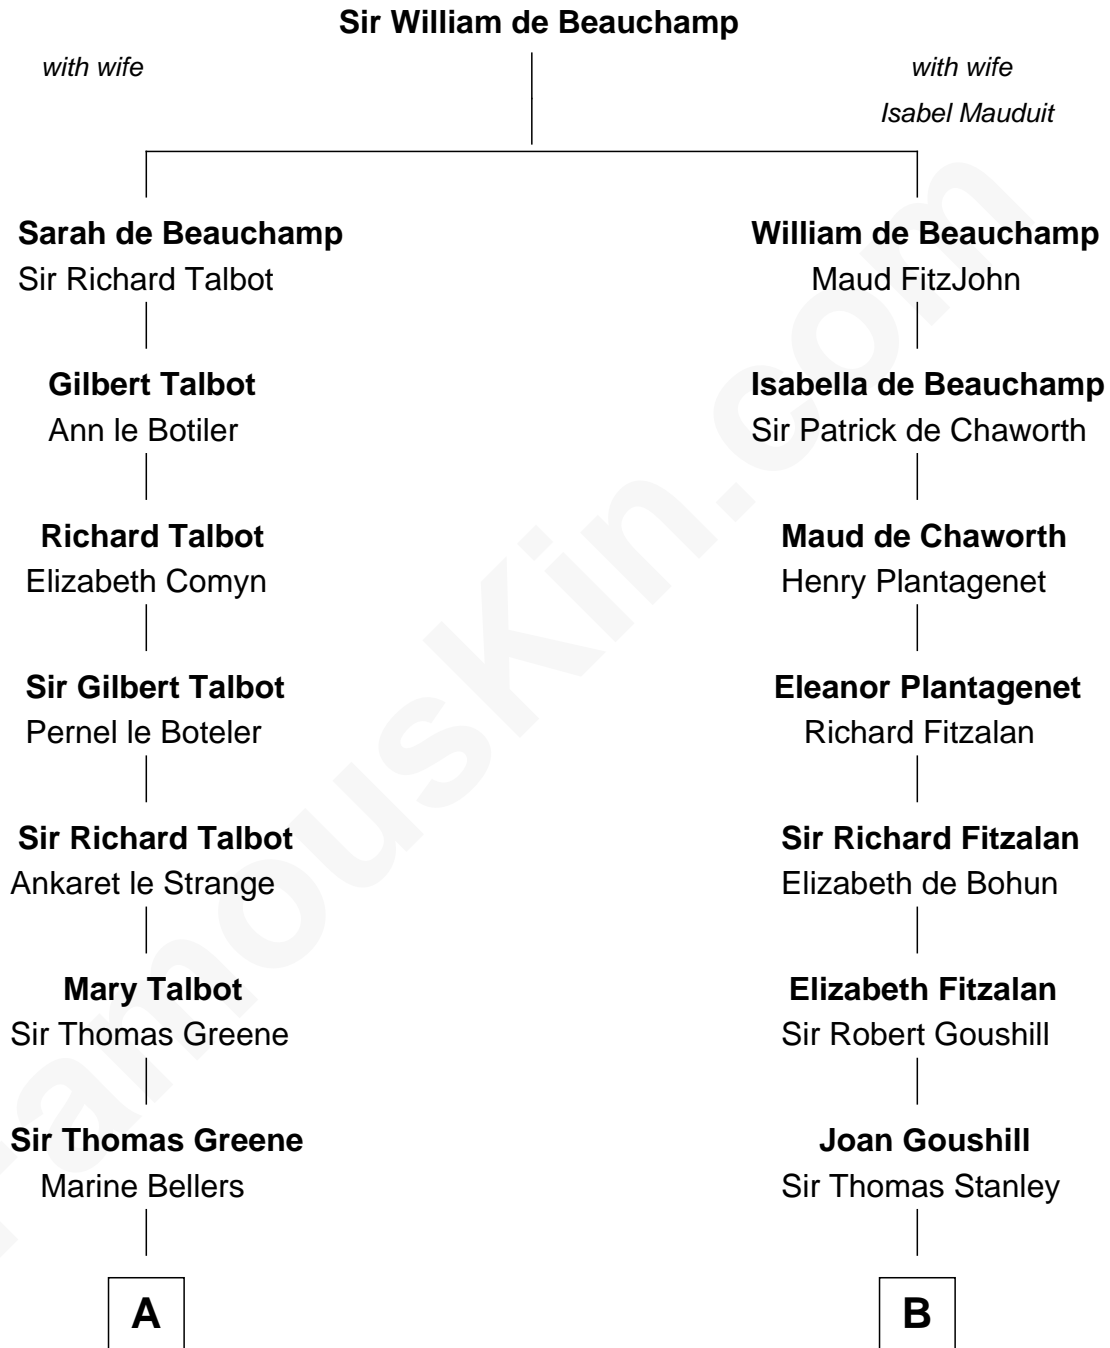 Sir William de Beauchamp
with wife
with wife
Isabel Mauduit
Sarah de Beauchamp
Sir Richard Talbot
William de Beauchamp
Maud FitzJohn
Gilbert Talbot
Ann le Botiler
Isabella de Beauchamp
Sir Patrick de Chaworth
Richard Talbot
Elizabeth Comyn
Maud de Chaworth
Henry Plantagenet
Sir Gilbert Talbot
Pernel le Boteler
Eleanor Plantagenet
Richard Fitzalan
Sir Richard Talbot
Ankaret le Strange
Sir Richard Fitzalan
Elizabeth de Bohun
Mary Talbot
Sir Thomas Greene
Elizabeth Fitzalan
Sir Robert Goushill
Sir Thomas Greene
Marine Bellers
Joan Goushill
Sir Thomas Stanley
A
B
FamousKin.com